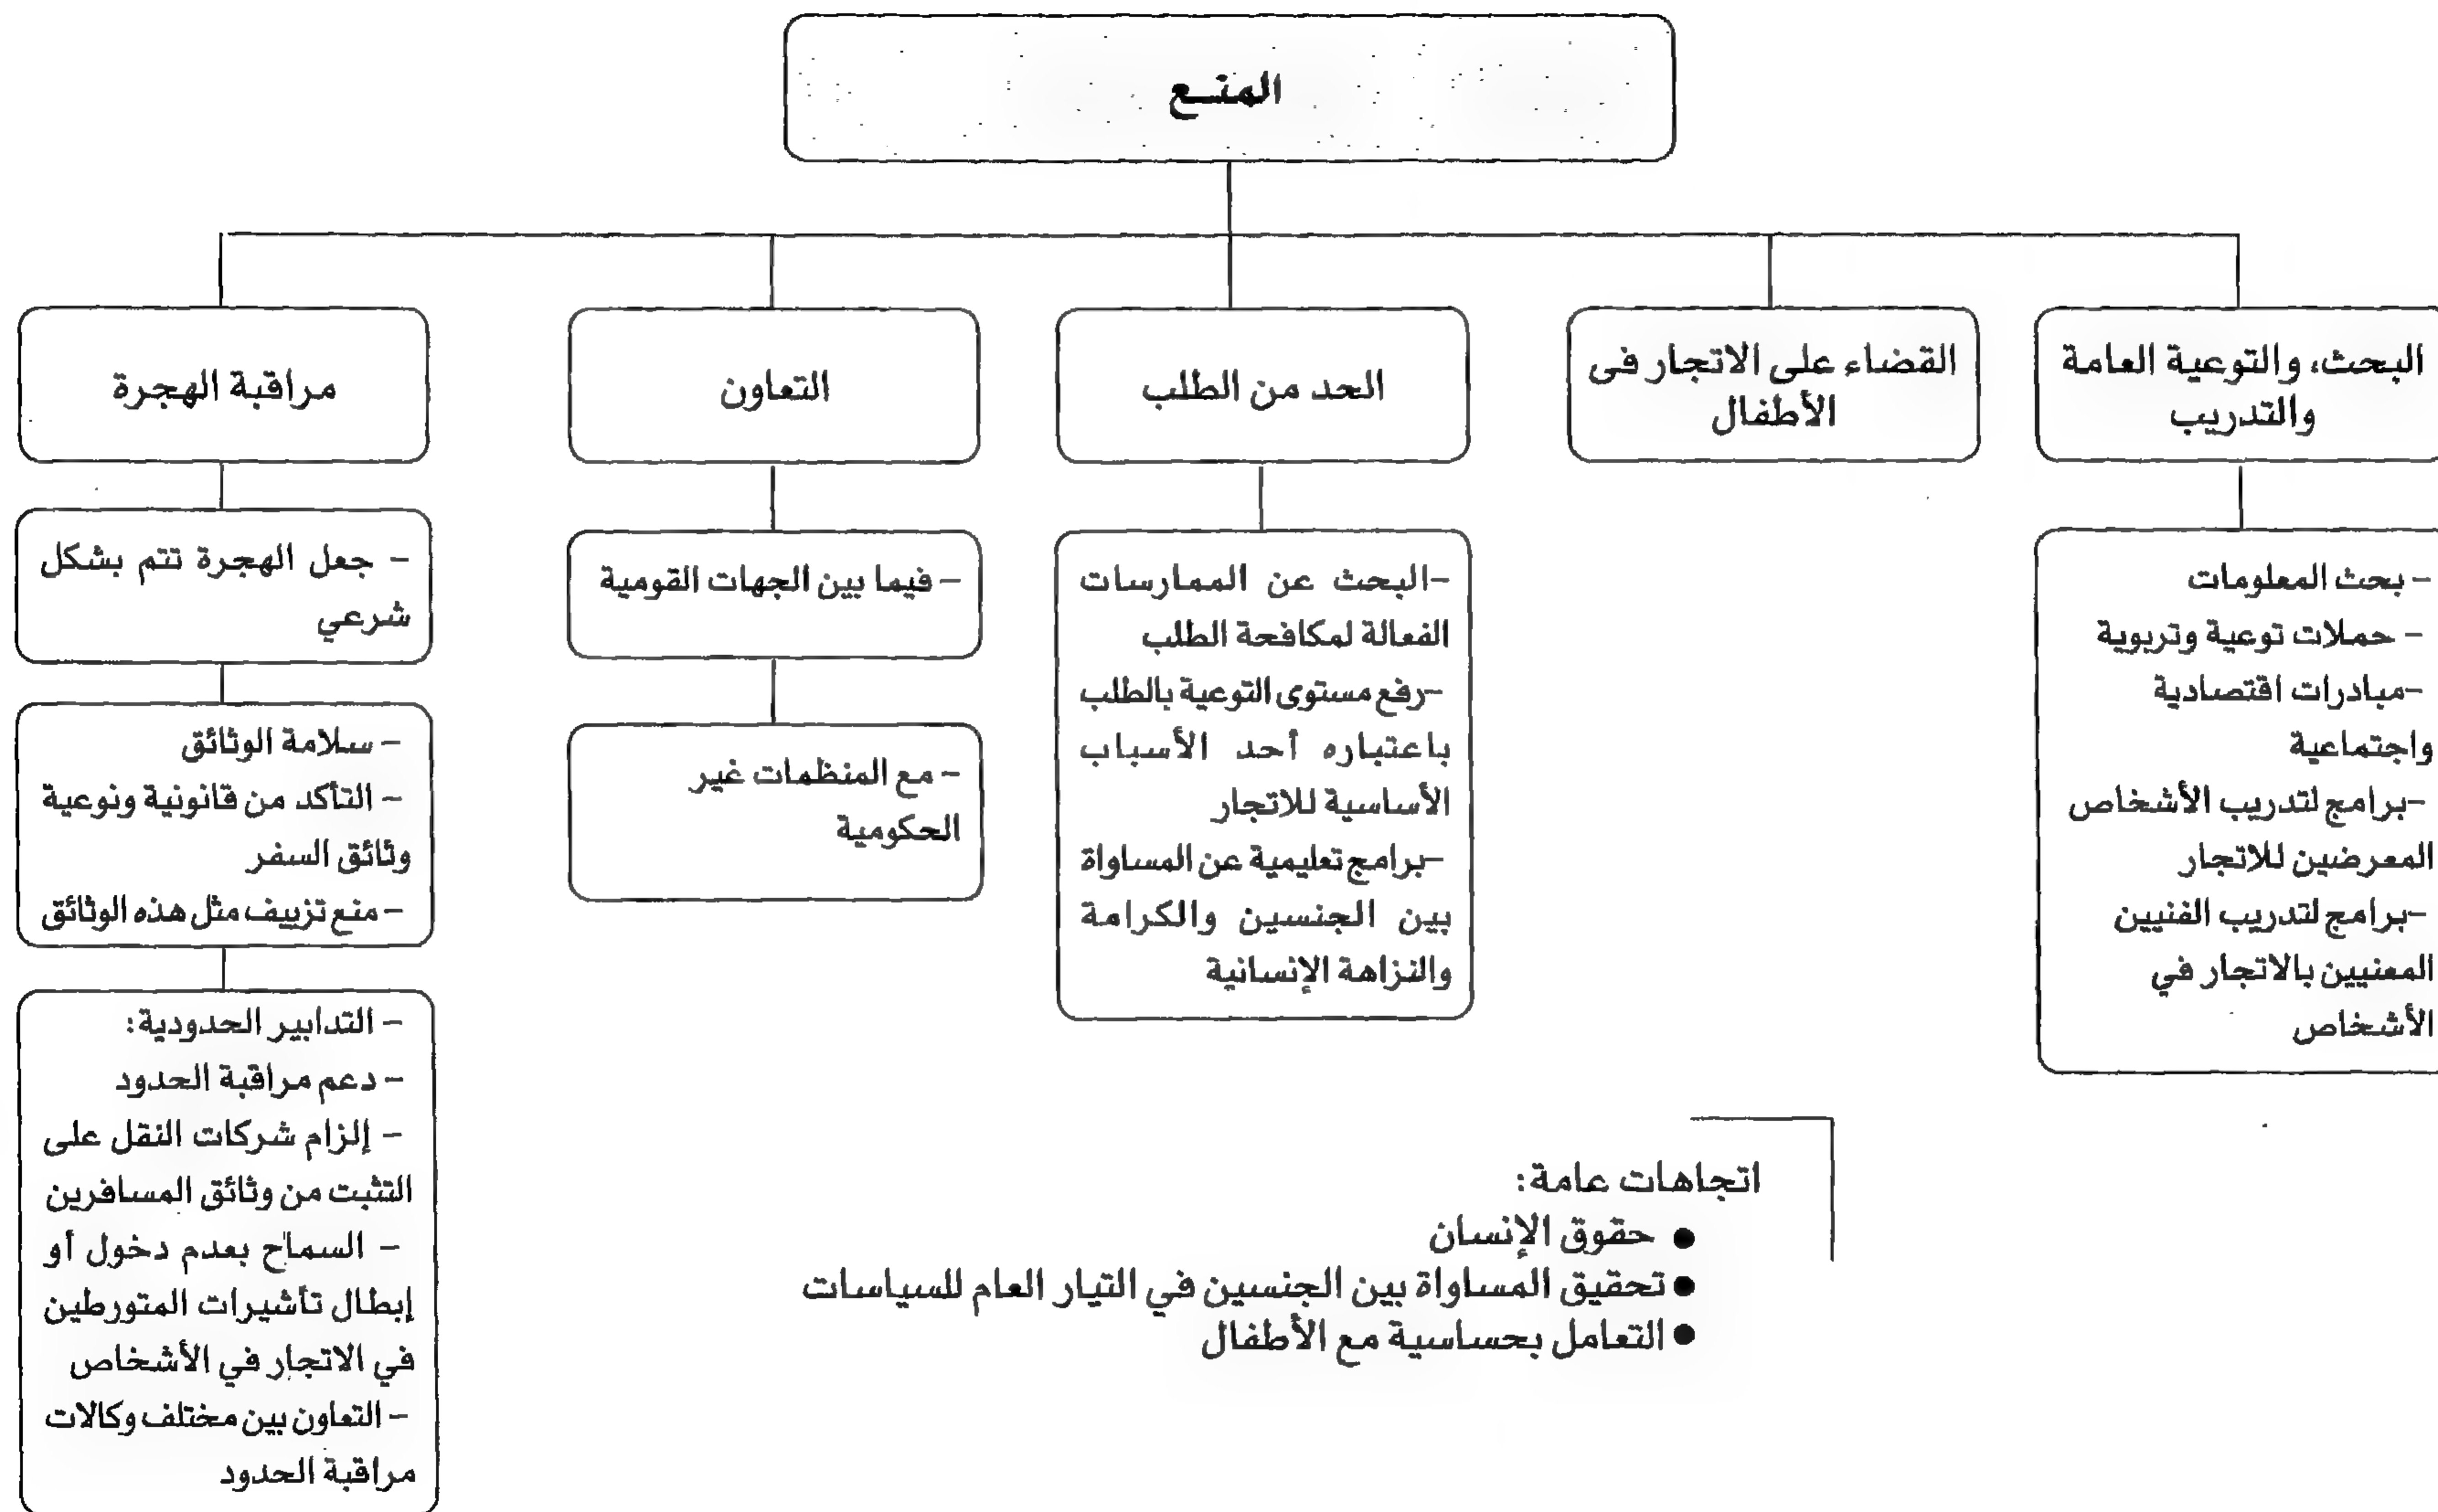 المنع
البحث، والتوعية العامة
والتدريب
القضاء على الاتجار فى
الأطفال
الحد من الطلب
التعاون
مراقبة الهجرة
– بحث المعلومات
– حملات توعية وتربوية
–مبادرات اقتصادية
واجتماعية
–برامج لتدريب الأشخاص
المعرضين للاتجار
–برامج لتدريب الفنيين
المعنيين بالاتجار في
الأشخاص
–البحث عن الممارسات
الفعالة لمكافحة الطلب
–رفع مستوى التوعية بالطلب
باعتباره أحد الأسباب
الأساسية للاتجار
–برامج تعليمية عن المساواة
بين الجنسين والكرامة
والنزاهة الإنسانية
– فيما بين الجهات القومية
– مع المنظمات غير
الحكومية
– جعل الهجرة تتم بشكل
شرعي
– سلامة الوثائق
– التأكد من قانونية ونوعية
وثائق السفر
– منع تزييف مثل هذه الوثائق
– التدابير الحدودية:
– دعم مراقبة الحدود
– إلزام شركات النقل على
التثبت من وثائق المسافرين
– السماح بعدم دخول أو
إبطال تأشيرات المتورطين
في الاتجار في الأشخاص
– التعاون بين مختلف وكالات
مراقبة الحدود
اتجاهات عامة:
● حقوق الإنسان
● تحقيق المساواة بين الجنسين في التيار العام للسياسات
● التعامل بحساسية مع الأطفال